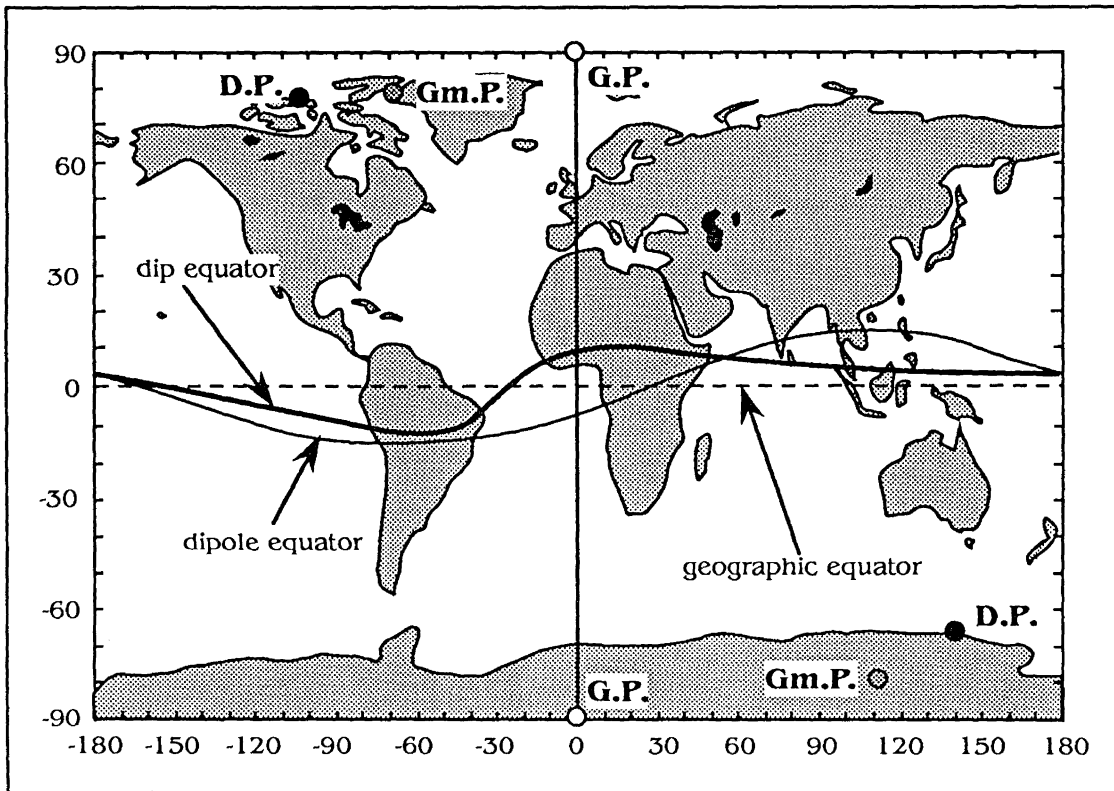 90
G.P.
D.P.
Gm.P.
60
30
dip equator
0
-30
dipole equator
geographic equator
-60
D.P.
Gm.P.
G.P.
-90
-180 -150 -120 -90 -60 -30 0 30 60 90 120 150 180